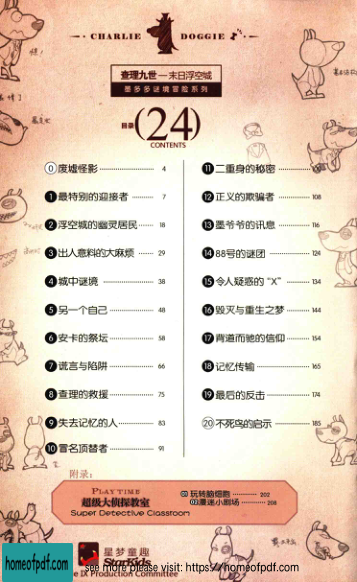 CHARLIE DOGGIE
查理九世—末日浮空城
墨多多谜境冒险系列
目录 (24)
CONTENTS
0 废墟怪影 4
1 最特别的迎接者 7
2 浮空城的幽灵居民 18
3 出人意料的大麻烦 29
4 城中谜境 38
5 另一个自己 48
6 安卡的祭坛 58
7 谎言与陷阱 66
8 查理的救援 75
9 失去记忆的人 83
10 冒名顶替者 91
11 二重身的秘密
12 正义的欺骗者 108
13 墨爷爷的讯息 116
14 88号的谜团 124
15 令人疑惑的“X” 134
16 毁灭与重生之梦 144
17 背道而驰的信仰 154
18 记忆传输 165
19 最后的反击 174
20 不死鸟的启示 185
附录:
PLAY TIME
超级大侦探教室
Super Detective Classroom
玩转脑细胞 202
漫迷小剧场 208
星梦童趣
StarKids
see more please visit: https://homeofpdf.com
e IX Production Committee
homeofpdf.com